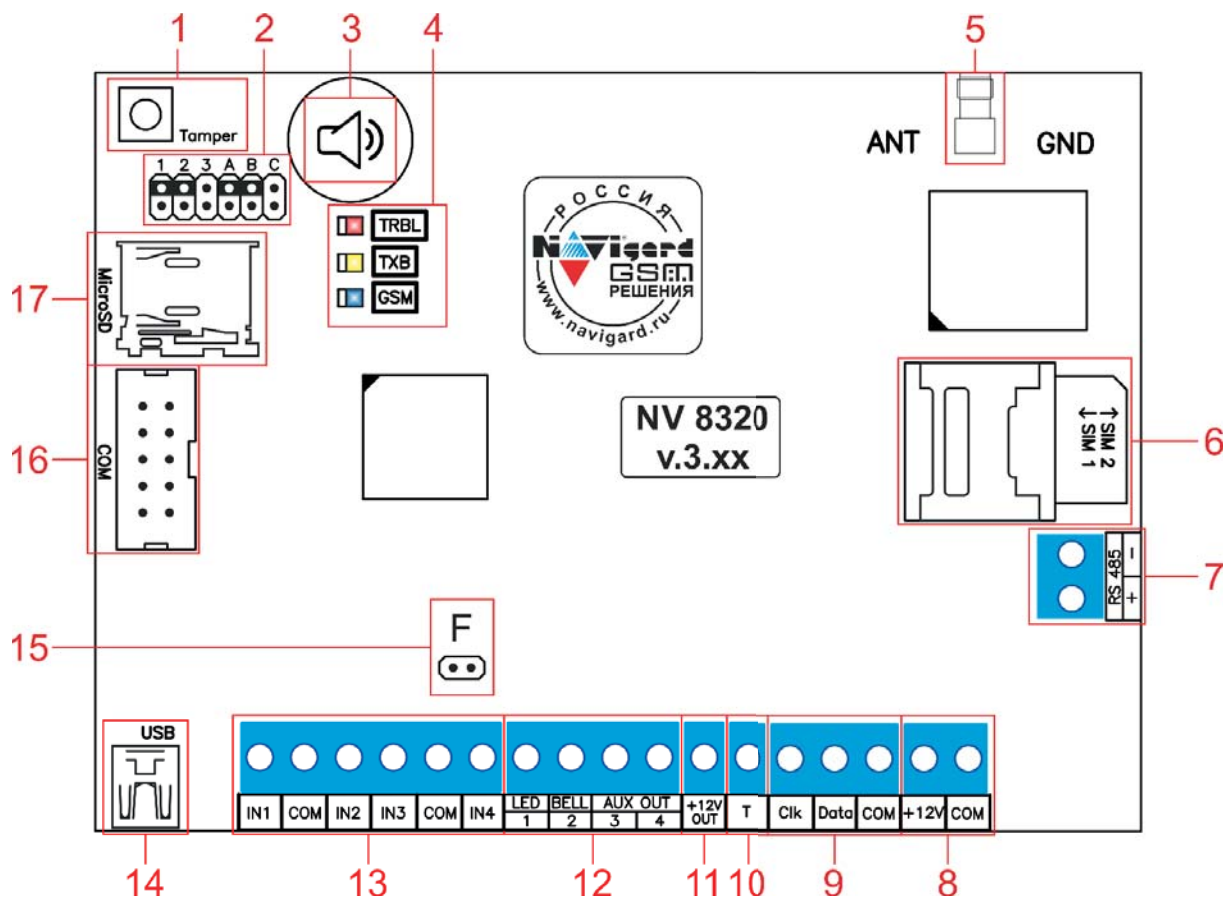 1 2 3 4 5
Tamper
1 2 3 A B C
ANT GND
TRBL
TXB
GSM
РОССИЯ
NAVIgard
GSM
РЕШЕНИЯ
www.navigard.ru
17
MicroSD
NV 8320
v.3.xx
SIM 2
SIM 1
6
16
COM
RS 485
- +
7
15
F
USB
IN1 COM IN2 IN3 COM IN4
LED BELL AUX OUT
1 2 3 4
+12V
OUT
T
Clk Data COM
+12V COM
14 13 12 11 10 9 8